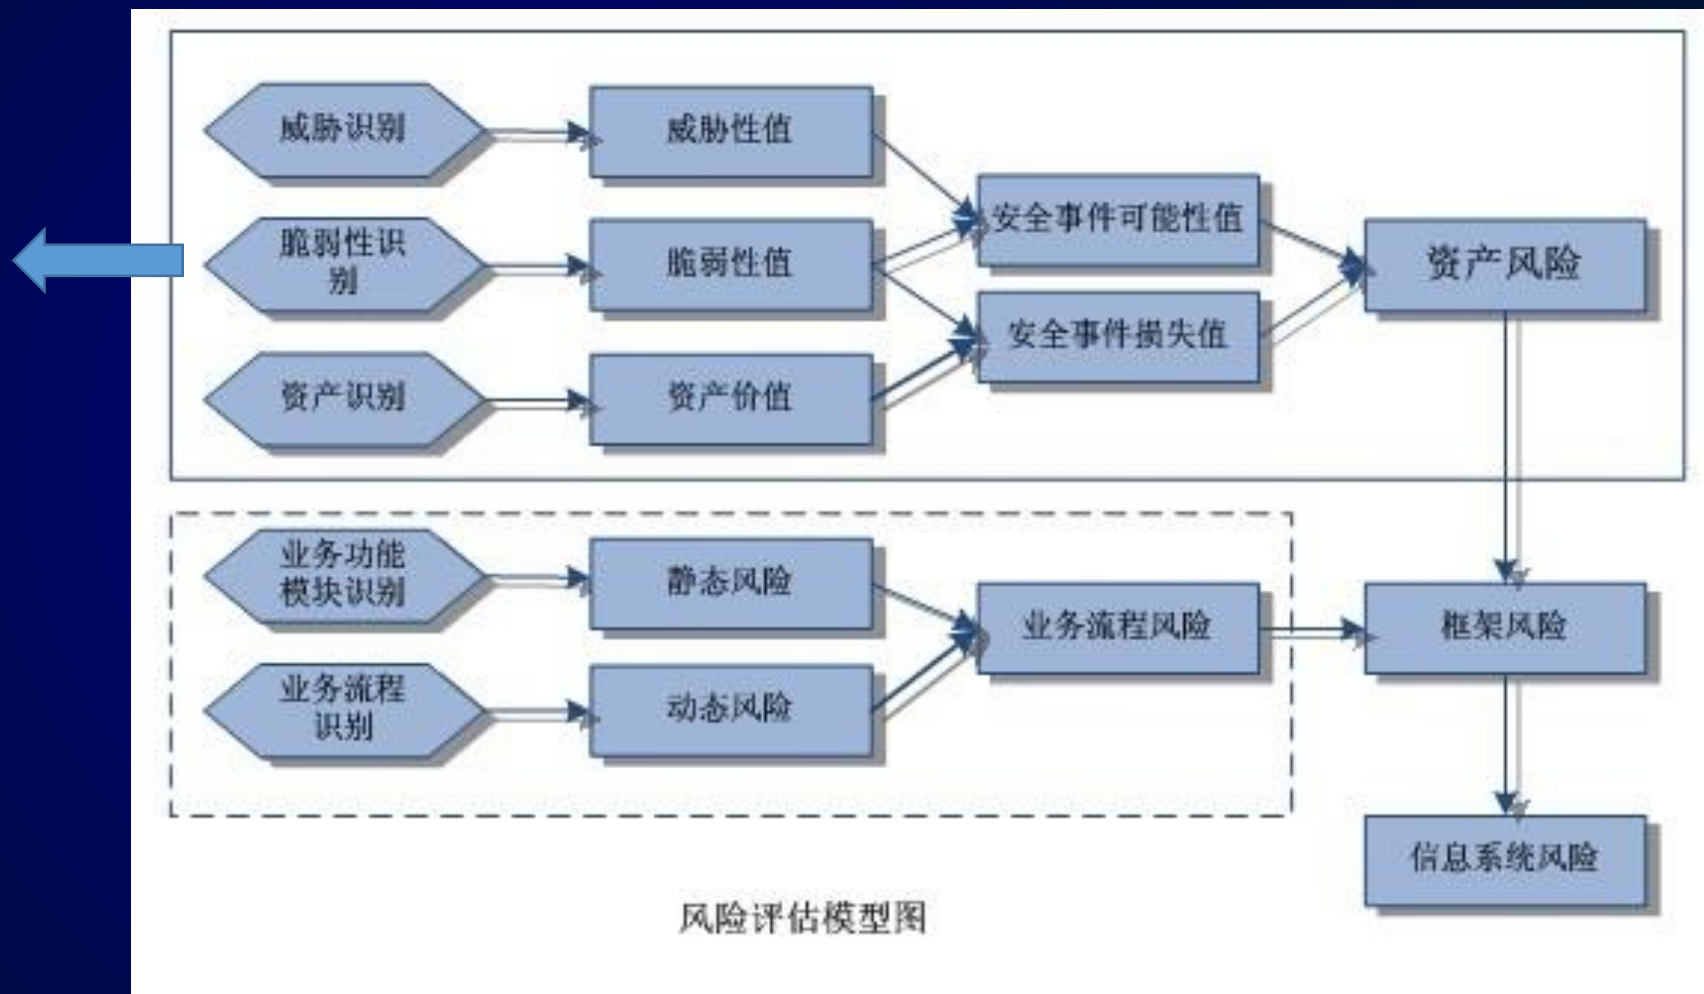 威胁识别
威胁性值
安全事件可能性值
脆弱性识
别
脆弱性值
资产风险
安全事件损失值
资产识别
资产价值
业务功能
模块识别
静态风险
业务流程风险
框架风险
业务流程
识别
动态风险
信息系统风险
风险评估模型图